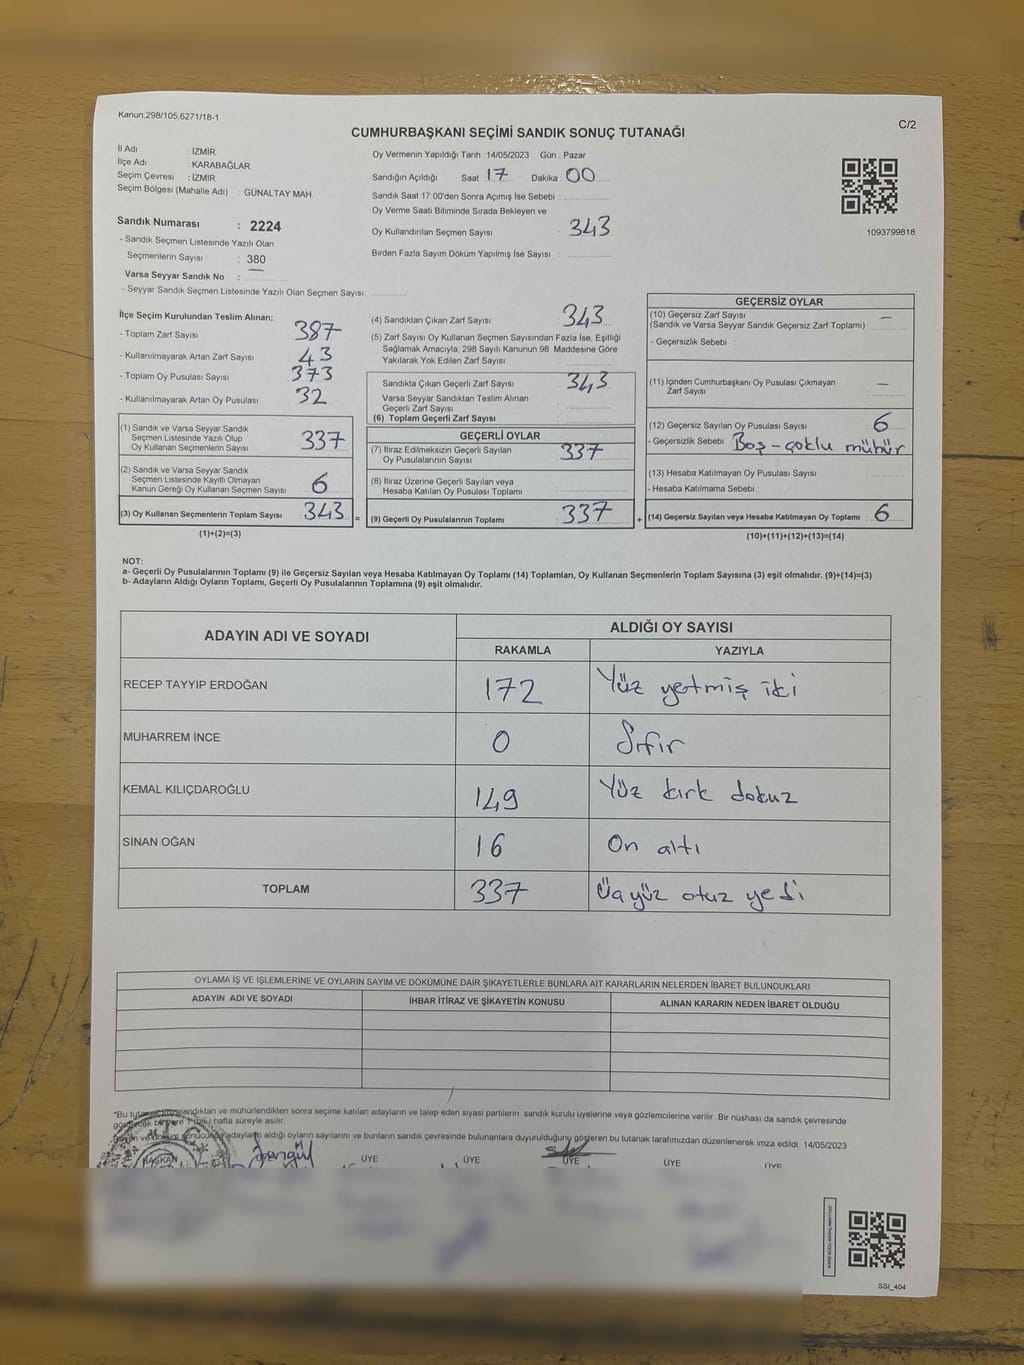 Kanun,298/105,6271/18-1
C/2
CUMHURBAŞKANI SEÇİMİ SANDIK SONUÇ TUTANAĞI
İl Adı : İZMİR
İlçe Adı : KARABAĞLAR
Seçim Çevresi : İZMİR
Seçim Bölgesi (Mahalle Adı) : GÜNALTAY MAH.
Sandık Numarası : 2224
- Sandık Seçmen Listesinde Yazılı Olan
Seçmenlerin Sayısı : 380
Varsa Seyyar Sandık No : —
- Seyyar Sandık Seçmen Listesinde Yazılı Olan Seçmen Sayısı:
Oy Vermenin Yapıldığı Tarih :14/05/2023 Gün : Pazar
Sandığın Açıldığı Saat : 17 Dakika : 00
Sandık Saat 17:00'den Sonra Açımış İse Sebebi :
Oy Verme Saati Bitiminde Sırada Bekleyen ve
Oy Kullandırılan Seçmen Sayısı : 343
Birden Fazla Sayım Döküm Yapılmış İse Sayısı :
1093799818
İlçe Seçim Kurulundan Teslim Alınan;
- Toplam Zarf Sayısı : 387
- Kullanılmayarak Artan Zarf Sayısı : 43
- Toplam Oy Pusulası Sayısı : 373
- Kullanılmayarak Artan Oy Pusulası : 32
(1) Sandık ve Varsa Seyyar Sandık
Seçmen Listesinde Yazılı Olup
Oy Kullanan Seçmenlerin Sayısı : 337
(2) Sandık ve Varsa Seyyar Sandık
Seçmen Listesinde Kayıtlı Olmayan
Kanun Gereği Oy Kullanan Seçmen Sayısı : 6
(3) Oy Kullanan Seçmenlerin Toplam Sayısı : 343 =
(1)+(2)=(3)
(4) Sandıktan Çıkan Zarf Sayısı : 343
(5) Zarf Sayısı Oy Kullanan Seçmen Sayısından Fazla İse, Eşitliği
Sağlamak Amacıyla, 298 Sayılı Kanunun 98. Maddesine Göre
Yakılarak Yok Edilen Zarf Sayısı :
Sandıkta Çıkan Geçerli Zarf Sayısı : 343
Varsa Seyyar Sandıktan Teslim Alınan
Geçerli Zarf Sayısı :
(6) Toplam Geçerli Zarf Sayısı :
GEÇERLİ OYLAR
(7) İtiraz Edilmeksizin Geçerli Sayılan
Oy Pusulalarının Sayısı : 337
(8) İtiraz Üzerine Geçerli Sayılan veya
Hesaba Katılan Oy Pusulası Toplamı :
(9) Geçerli Oy Pusulalarının Toplamı : 337 +
GEÇERSİZ OYLAR
(10) Geçersiz Zarf Sayısı : —
(Sandık ve Varsa Seyyar Sandık Geçersiz Zarf Toplamı)
- Geçersizlik Sebebi :
(11) İçinden Cumhurbaşkanı Oy Pusulası Çıkmayan : —
Zarf Sayısı
(12) Geçersiz Sayılan Oy Pusulası Sayısı : 6
- Geçersizlik Sebebi : Boş - çoklu mühür
(13) Hesaba Katılmayan Oy Pusulası Sayısı :
- Hesaba Katılmama Sebebi :
(14) Geçersiz Sayılan veya Hesaba Katılmayan Oy Toplamı : 6
(10)+(11)+(12)+(13)=(14)
NOT:
a- Geçerli Oy Pusulalarının Toplamı (9) ile Geçersiz Sayılan veya Hesaba Katılmayan Oy Toplamı (14) Toplamları, Oy Kullanan Seçmenlerin Toplam Sayısına (3) eşit olmalıdır. (9)+(14)=(3)
b- Adayların Aldığı Oyların Toplamı, Geçerli Oy Pusulalarının Toplamına (9) eşit olmalıdır.
ADAYIN ADI VE SOYADI ALDIĞI OY SAYISI
RAKAMLA YAZIYLA
RECEP TAYYİP ERDOĞAN 172 Yüz yetmiş iki
MUHARREM İNCE 0 Sıfır
KEMAL KILIÇDAROĞLU 149 Yüz kırk dokuz
SİNAN OĞAN 16 On altı
TOPLAM 337 Üçyüz otuz yedi
OYLAMA İŞ VE İŞLEMLERİNE VE OYLARIN SAYIM VE DÖKÜMÜNE DAİR ŞİKAYETLERLE BUNLARA AİT KARARLARIN NELERDEN İBARET BULUNDUKLARI
ADAYIN ADI VE SOYADI İHBAR İTİRAZ VE ŞİKAYETİN KONUSU ALINAN KARARIN NEDEN İBARET OLDUĞU
*Bu tutanak imzalandıktan ve mühürlendikten sonra seçime katılan adayların ve talep eden siyasi partilerin sandık kurulu üyelerine veya gözlemcilerine verilir. Bir nüshası da sandık çevresinde
bir yere 1 (bir) hafta süreyle asılır.
adayların aldığı oyların sayılarını ve bunların sandık çevresinde bulunanlara duyurulduğunu gösteren bu tutanak tarafımızdan düzenlenerek imza edildi. 14/05/2023
BAŞKAN ÜYE ÜYE ÜYE ÜYE ÜYE
SSI_404